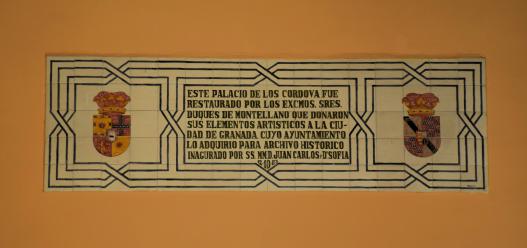 ESTE PALACIO DE LOS CORDOVA FUE
RESTAURADO POR LOS EXCMOS. SRES.
DUQUES DE MONTELLANO QUE DONARON
SUS ELEMENTOS ARTISTICOS A LA CIU-
DAD DE GRANADA CUYO AYUNTAMIENTO
LO ADQUIRIO PARA ARCHIVO HISTORICO
INAGURADO POR SS.MM.D.JUAN CARLOS Y Dª SOFIA